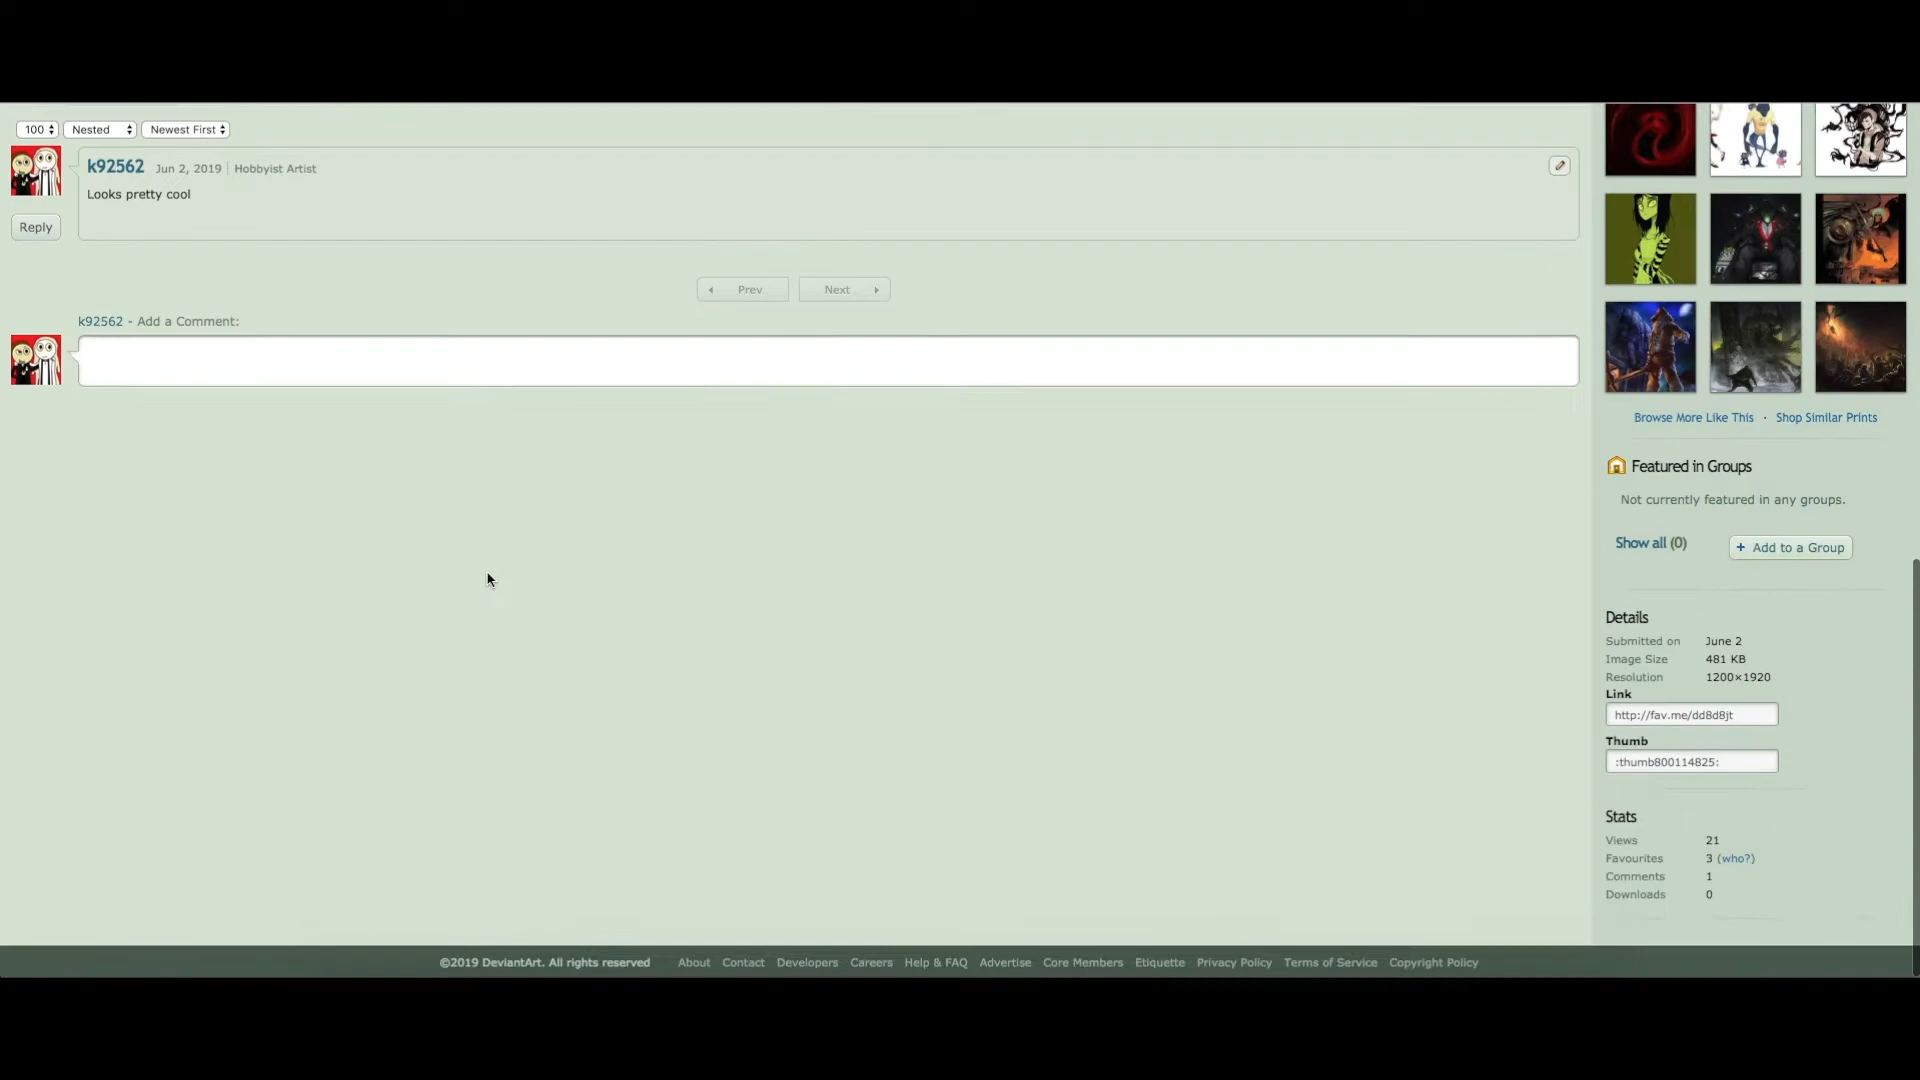 100 Nested Newest First
k92562 Jun 2, 2019 Hobbyist Artist
Looks pretty cool
Reply
Prev Next
k92562 - Add a Comment:
Browse More Like This · Shop Similar Prints
Featured in Groups
Not currently featured in any groups.
Show all (0) + Add to a Group
Details
Submitted on June 2
Image Size 481 KB
Resolution 1200×1920
Link
http://fav.me/dd8d8jt
Thumb
:thumb800114825:
Stats
Views 21
Favourites 3 (who?)
Comments 1
Downloads 0
©2019 DeviantArt. All rights reserved About Contact Developers Careers Help & FAQ Advertise Core Members Etiquette Privacy Policy Terms of Service Copyright Policy